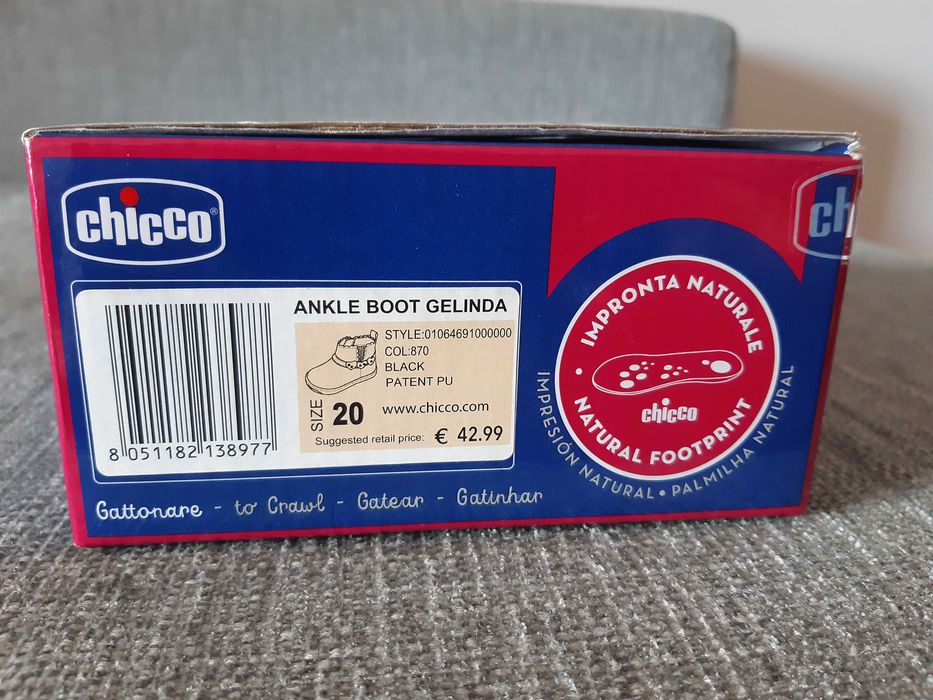 chicco
ANKLE BOOT GELINDA
STYLE:01064691000000
COL:870
BLACK
PATENT PU
SIZE 20
www.chicco.com
Suggested retail price: € 42.99
8 051182 138977
Gattonare - to Crawl - Gatear - Gatinhar
• IMPRONTA NATURALE •
chicco
NATURAL FOOTPRINT
IMPRESIÓN NATURAL • PALMILHA NATURAL
ch